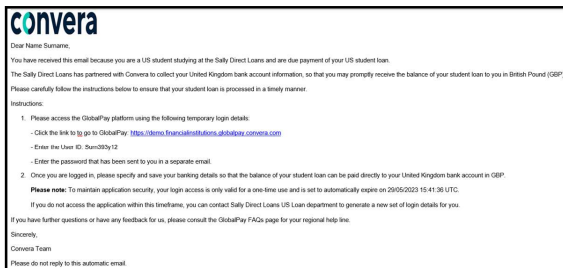 convera
Dear Name Surname,
You have received this email because you are a US student studying at the Sally Direct Loans and are due payment of your US student loan.
The Sally Direct Loans has partnered with Convera to collect your United Kingdom bank account information, so that you may promptly receive the balance of your student loan to you in British Pound (GBP)
Please carefully follow the instructions below to ensure that your student loan is processed in a timely manner.
Instructions:
1. Please access the GlobalPay platform using the following temporary login details:
- Click the link to to go to GlobalPay: https://demo.financialinstitutions.globalpay.convera.com
- Enter the User ID. Surn393y12
- Enter the password that has been sent to you in a separate email.
2. Once you are logged in, please specify and save your banking details so that the balance of your student loan can be paid directly to your United Kingdom bank account in GBP.
Please note: To maintain application security, your login access is only valid for a one-time use and is set to automatically expire on 29/05/2023 15:41:36 UTC.
If you do not access the application within this timeframe, you can contact Sally Direct Loans US Loan department to generate a new set of login details for you.
If you have further questions or have any feedback for us, please consult the GlobalPay FAQs page for your regional help line.
Sincerely,
Convera Team
Please do not reply to this automatic email.